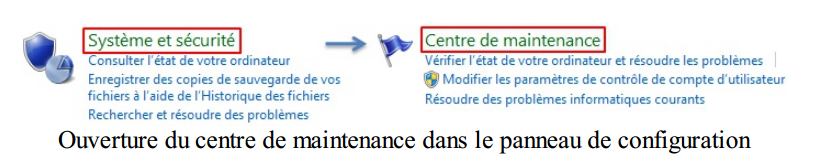 Système et sécurité
Consulter l'état de votre ordinateur
Enregistrer des copies de sauvegarde de vos
fichiers à l'aide de l'Historique des fichiers
Rechercher et résoudre des problèmes
Centre de maintenance
Vérifier l'état de votre ordinateur et résoudre les problèmes
Modifier les paramètres de contrôle de compte d'utilisateur
Résoudre des problèmes informatiques courants
Ouverture du centre de maintenance dans le panneau de configuration